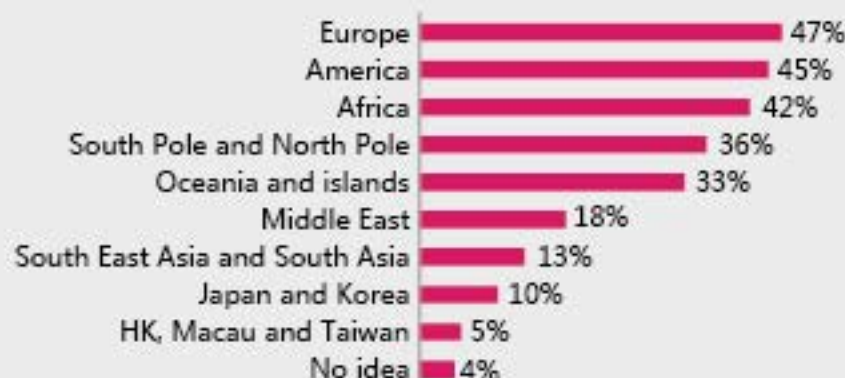 Europe 47%
America 45%
Africa 42%
South Pole and North Pole 36%
Oceania and islands 33%
Middle East 18%
South East Asia and South Asia 13%
Japan and Korea 10%
HK, Macau and Taiwan 5%
No idea 4%